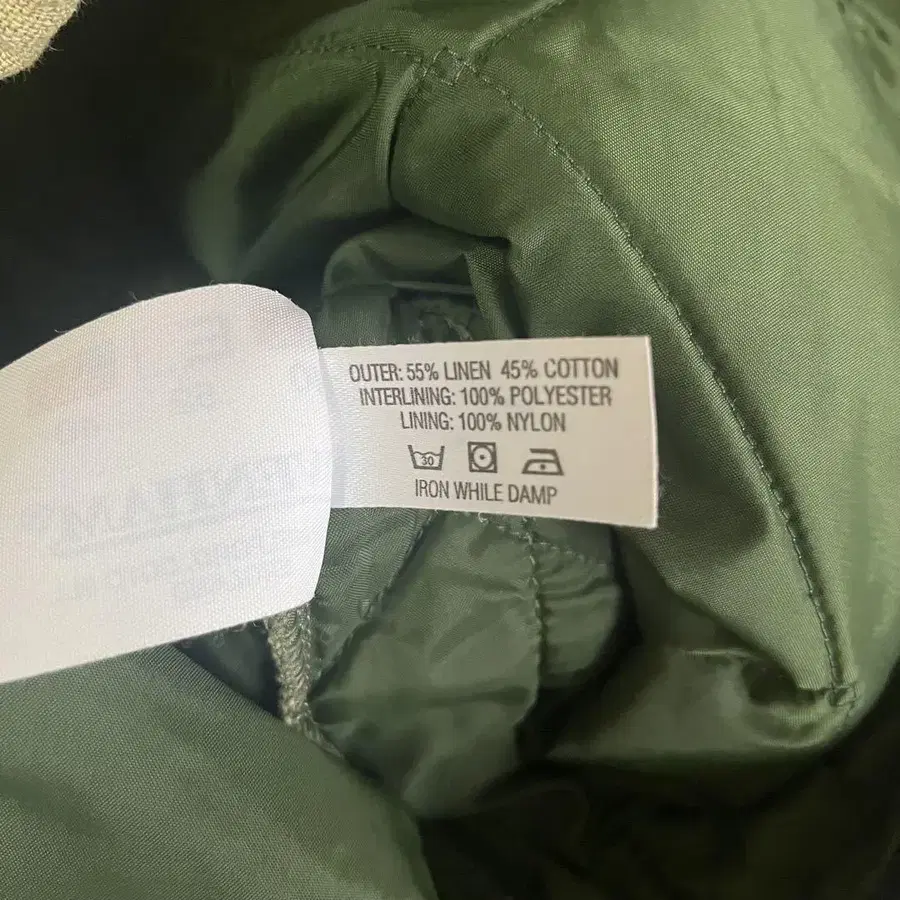 OUTER: 55% LINEN 45% COTTON
INTERLINING: 100% POLYESTER
LINING: 100% NYLON
30
IRON WHILE DAMP